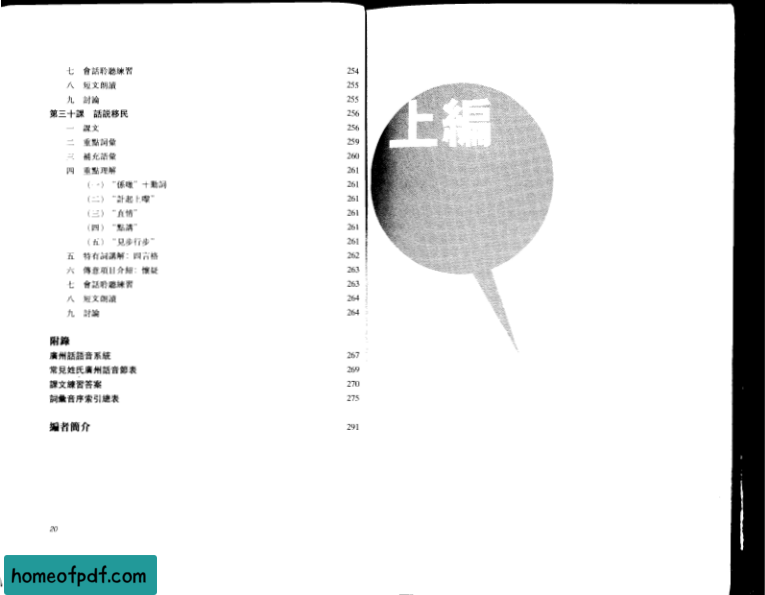 七 會話聆聽練習 254
八 短文朗讀 255
九 討論 255
第三十課 話説移民 256
一 課文 256
二 重點詞彙 259
三 補充語彙 260
四 重點理解 261
(一)“係噉”+動詞 261
(二)“計起上嚟” 261
(三)“直情” 261
(四)“點講” 261
(五)“見步行步” 261
五 特有詞講解：四言格 262
六 傳意項目介紹：懷疑 263
七 會話聆聽練習 263
八 短文朗讀 264
九 討論 264
附錄
廣州話語音系統 267
常見姓氏廣州話音節表 269
課文練習答案 270
詞彙音序索引總表 275
編者簡介 291
20
上編
homeofpdf.com